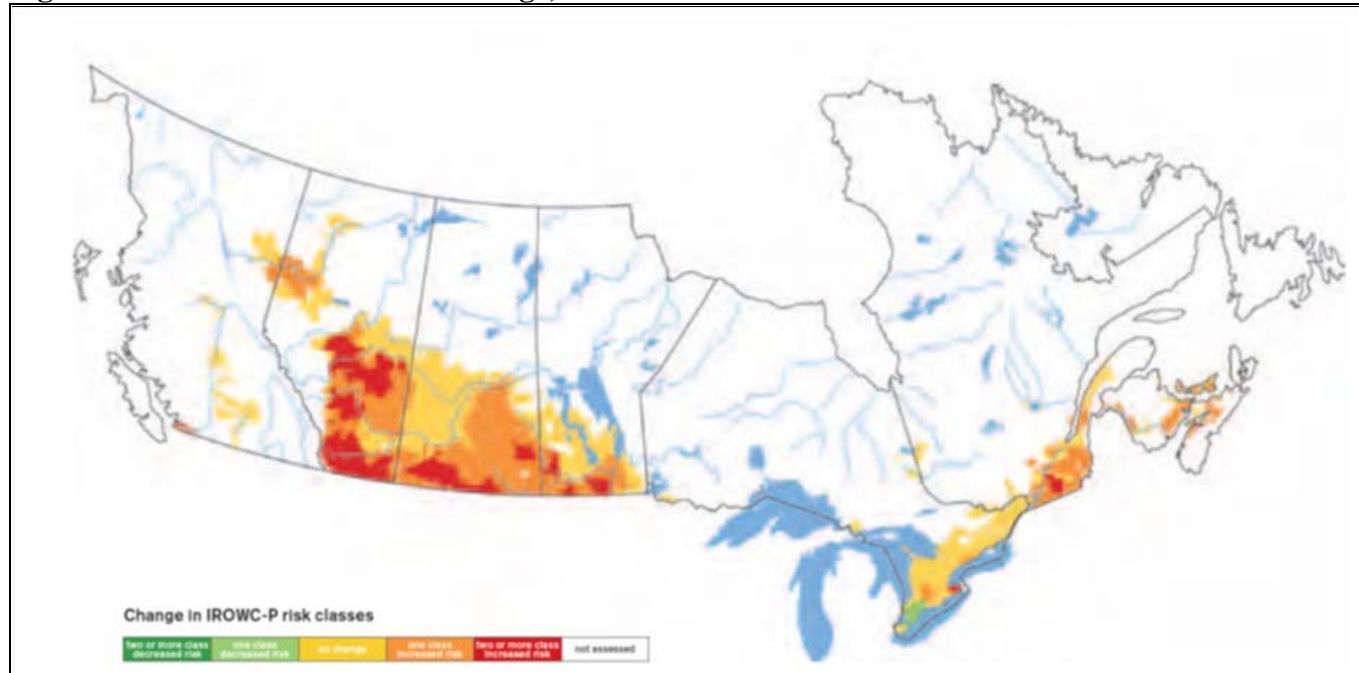 Change in IROWC-P risk classes
two or more class
decreased risk
one class
decreased risk
no change
one class
increased risk
two or more class
increased risk
not assessed